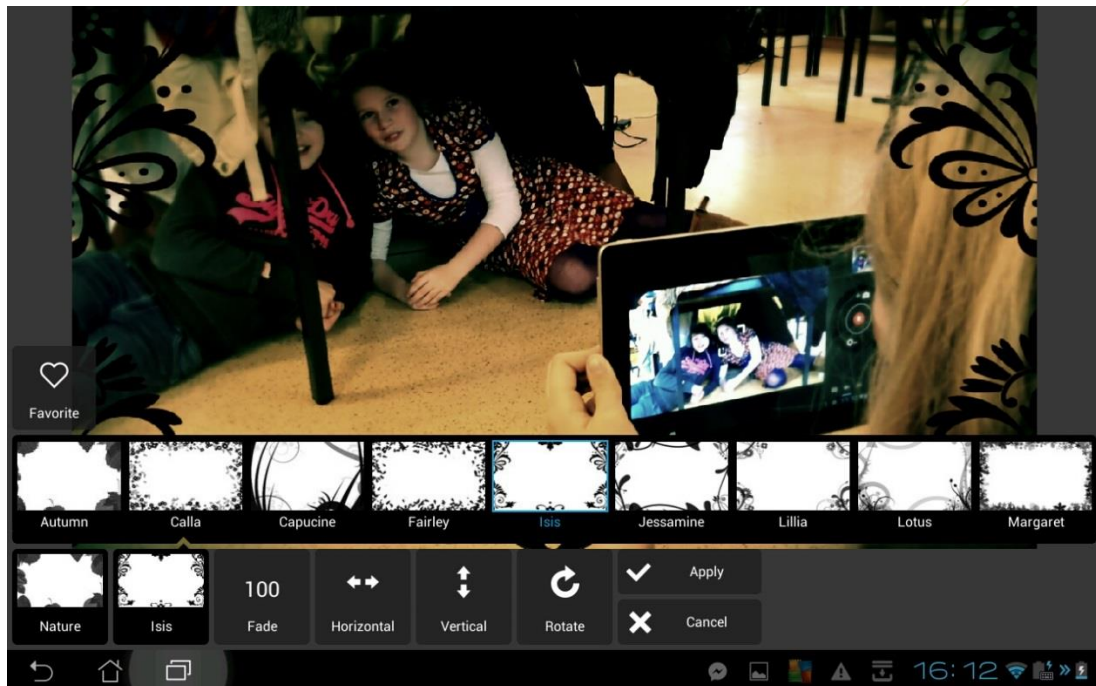 Favorite
Autumn
Calla
Capucine
Fairley
Isis
Jessamine
Lillia
Lotus
Margaret
Nature
Isis
100
Fade
Horizontal
Vertical
Rotate
Apply
Cancel
16:12